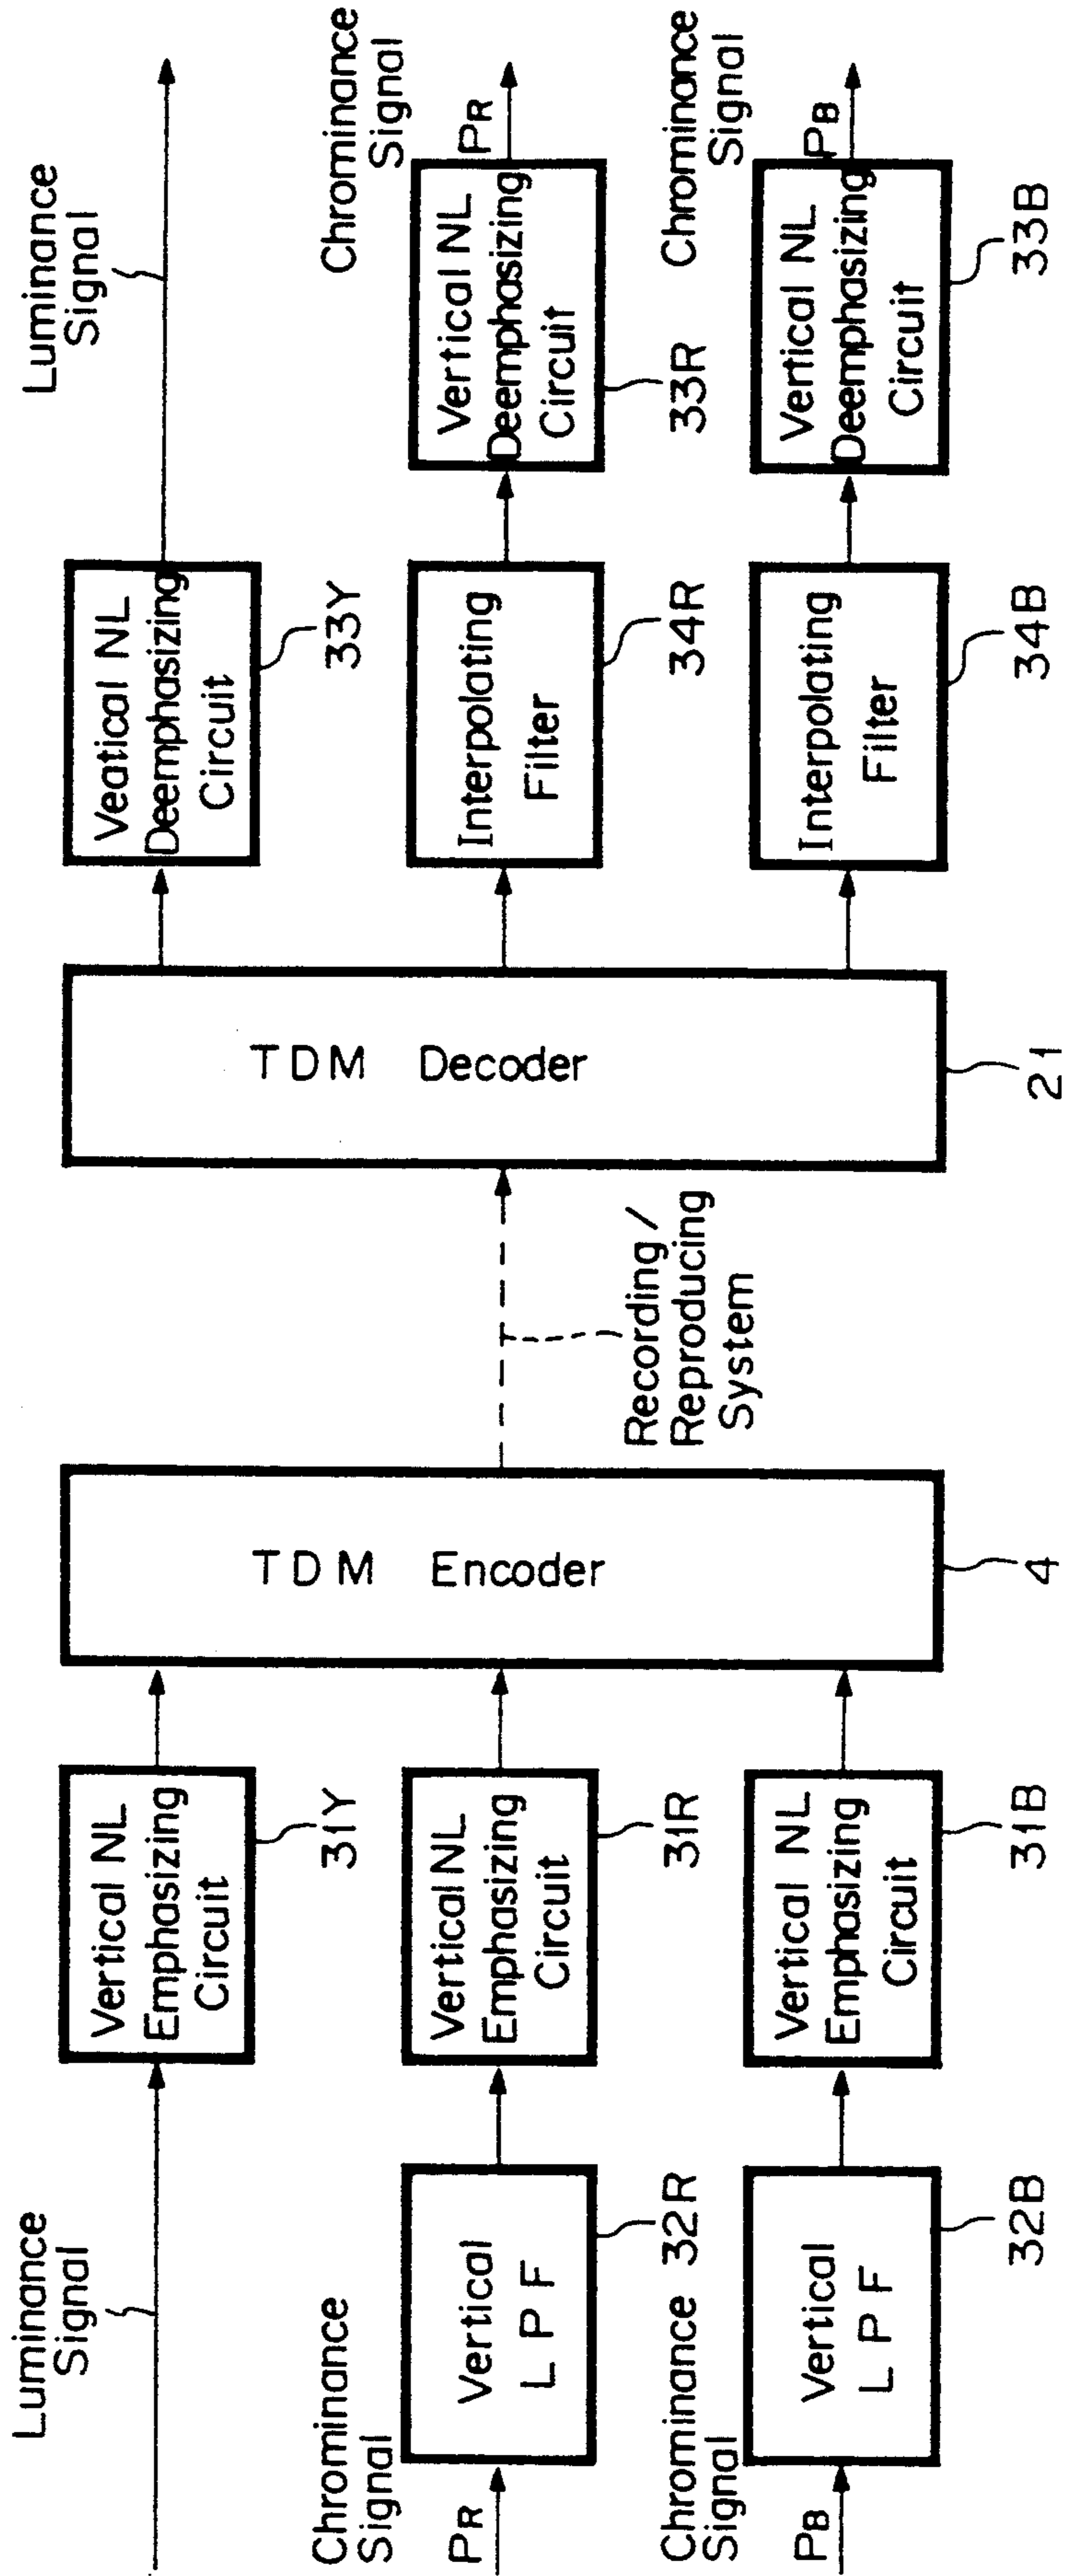 Luminance
Signal
Vertical NL
Emphasizing
Circuit
31Y
Chrominance
Signal
PR
Vertical
LPF
32R
Vertical NL
Emphasizing
Circuit
31R
Chrominance
Signal
PB
Vertical
LPF
32B
Vertical NL
Emphasizing
Circuit
31B
TDM Encoder
4
Recording/
Reproducing
System
TDM Decoder
21
Veatical NL
Deemphasizing
Circuit
33Y
Luminance
Signal
Interpolating
Filter
34R
Vertical NL
Deemphasizing
Circuit
33R
Chrominance
Signal
PR
Interpolating
Filter
34B
Vertical NL
Deemphasizing
Circuit
33B
Chrominance
Signal
PB